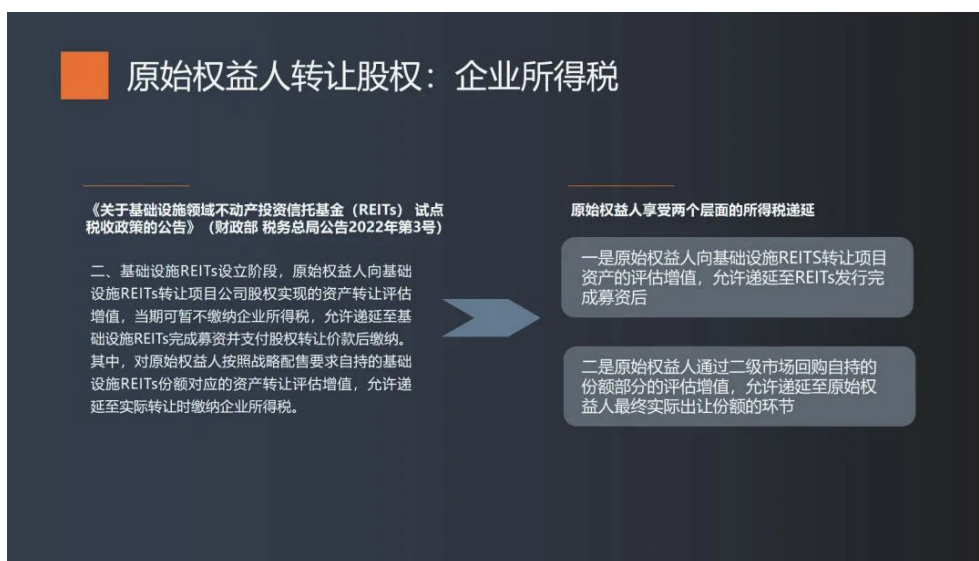 原始权益人转让股权：企业所得税
《关于基础设施领域不动产投资信托基金（REITs） 试点
税收政策的公告》（财政部 税务总局公告2022年第3号）
二、基础设施REITs设立阶段，原始权益人向基础
设施REITs转让项目公司股权实现的资产转让评估
增值，当期可暂不缴纳企业所得税，允许递延至基
础设施REITs完成募资并支付股权转让价款后缴纳。
其中，对原始权益人按照战略配售要求自持的基础
设施REITs份额对应的资产转让评估增值，允许递
延至实际转让时缴纳企业所得税。
原始权益人享受两个层面的所得税递延
一是原始权益人向基础设施REITS转让项目
资产的评估增值，允许递延至REITs发行完
成募资后
二是原始权益人通过二级市场回购自持的
份额部分的评估增值，允许递延至原始权
益人最终实际出让份额的环节